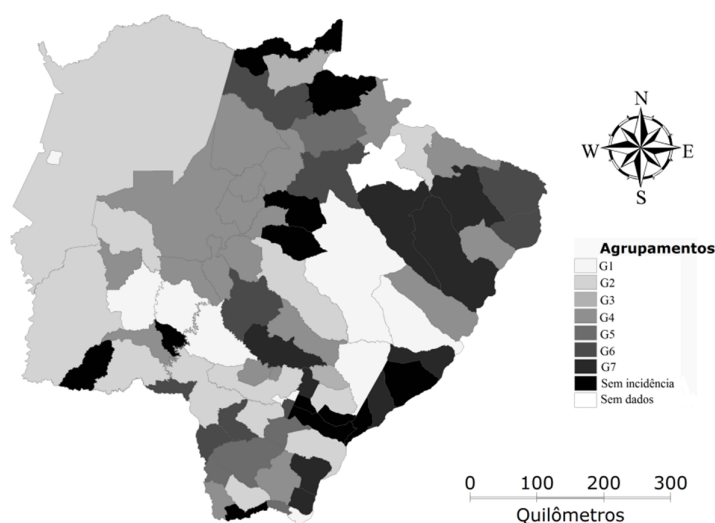 N
W E
S
Agrupamentos
G1
G2
G3
G4
G5
G6
G7
Sem incidência
Sem dados
0 100 200 300
Quilômetros